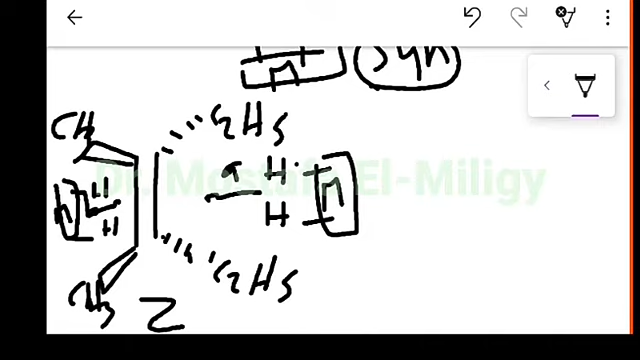 syn
CH3
C2H5
H
H
H
H
Dr. Mostafa El-Miligy
C2H5
CH3
Z